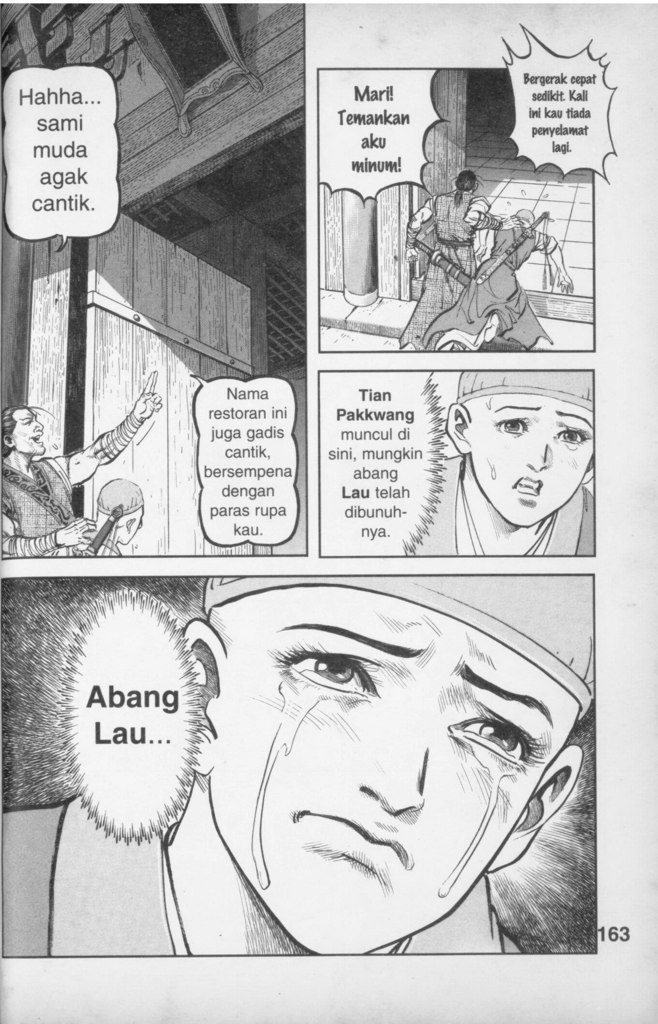 Hahha...
sami
muda
agak
cantik.
Nama
restoran ini
juga gadis
cantik,
bersempena
dengan
paras rupa
kau.
Bergerak cepat
sedikit. Kali
ini kau tiada
penyelamat
lagi.
Mari!
Temankan
aku
minum!
Tian
Pakkwang
muncul di
sini, mungkin
abang
Lau telah
dibunuh-
nya.
Abang
Lau...
163